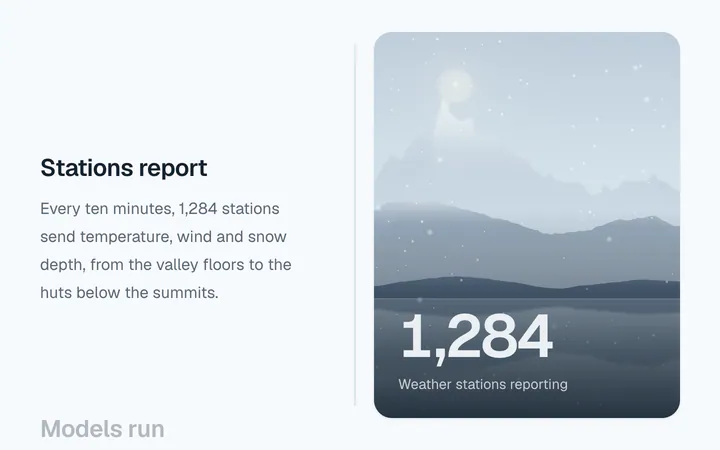 Stations report
Every ten minutes, 1,284 stations
send temperature, wind and snow
depth, from the valley floors to the
huts below the summits.
Models run
1,284
Weather stations reporting